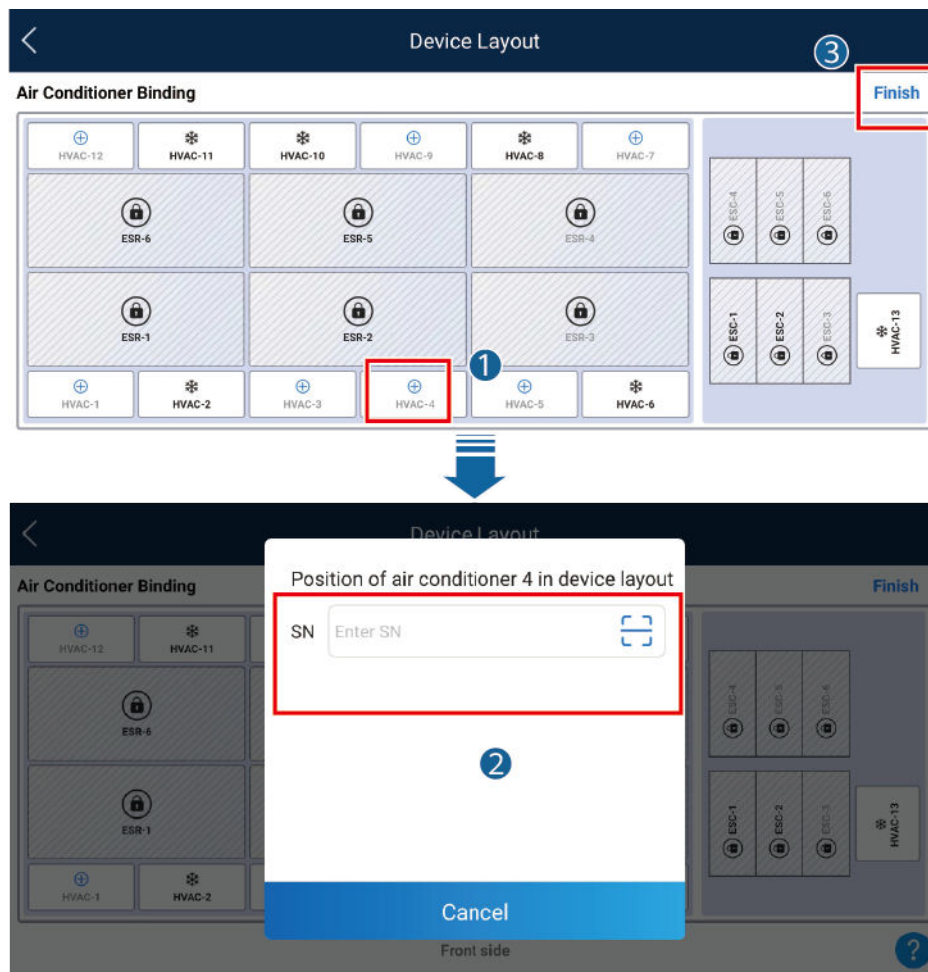 Device Layout
3
Air Conditioner Binding
Finish
HVAC-12
HVAC-11
HVAC-10
HVAC-9
HVAC-8
HVAC-7
ESR-6
ESR-5
ESR-4
ESC-4
ESC-5
ESC-6
ESR-1
ESR-2
ESR-3
ESC-1
ESC-2
ESC-3
HVAC-13
1
HVAC-1
HVAC-2
HVAC-3
HVAC-4
HVAC-5
HVAC-6
Device Layout
Air Conditioner Binding
Finish
Position of air conditioner 4 in device layout
SN Enter SN
HVAC-12
HVAC-11
ESR-6
ESC-4
ESC-5
ESC-6
2
ESR-1
ESC-1
ESC-2
ESC-3
HVAC-13
HVAC-1
HVAC-2
Cancel
Front side
?